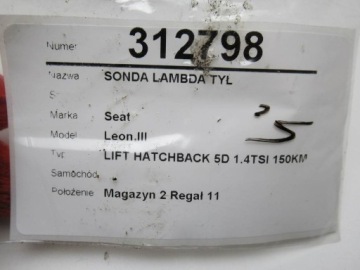 Numer 312798
Nazwa SONDA LAMBDA TYŁ
S
Marka Seat
Model Leon.III
Typ LIFT HATCHBACK 5D 1.4TSI 150KM
Samochód
Położenie Magazyn 2 Regał 11